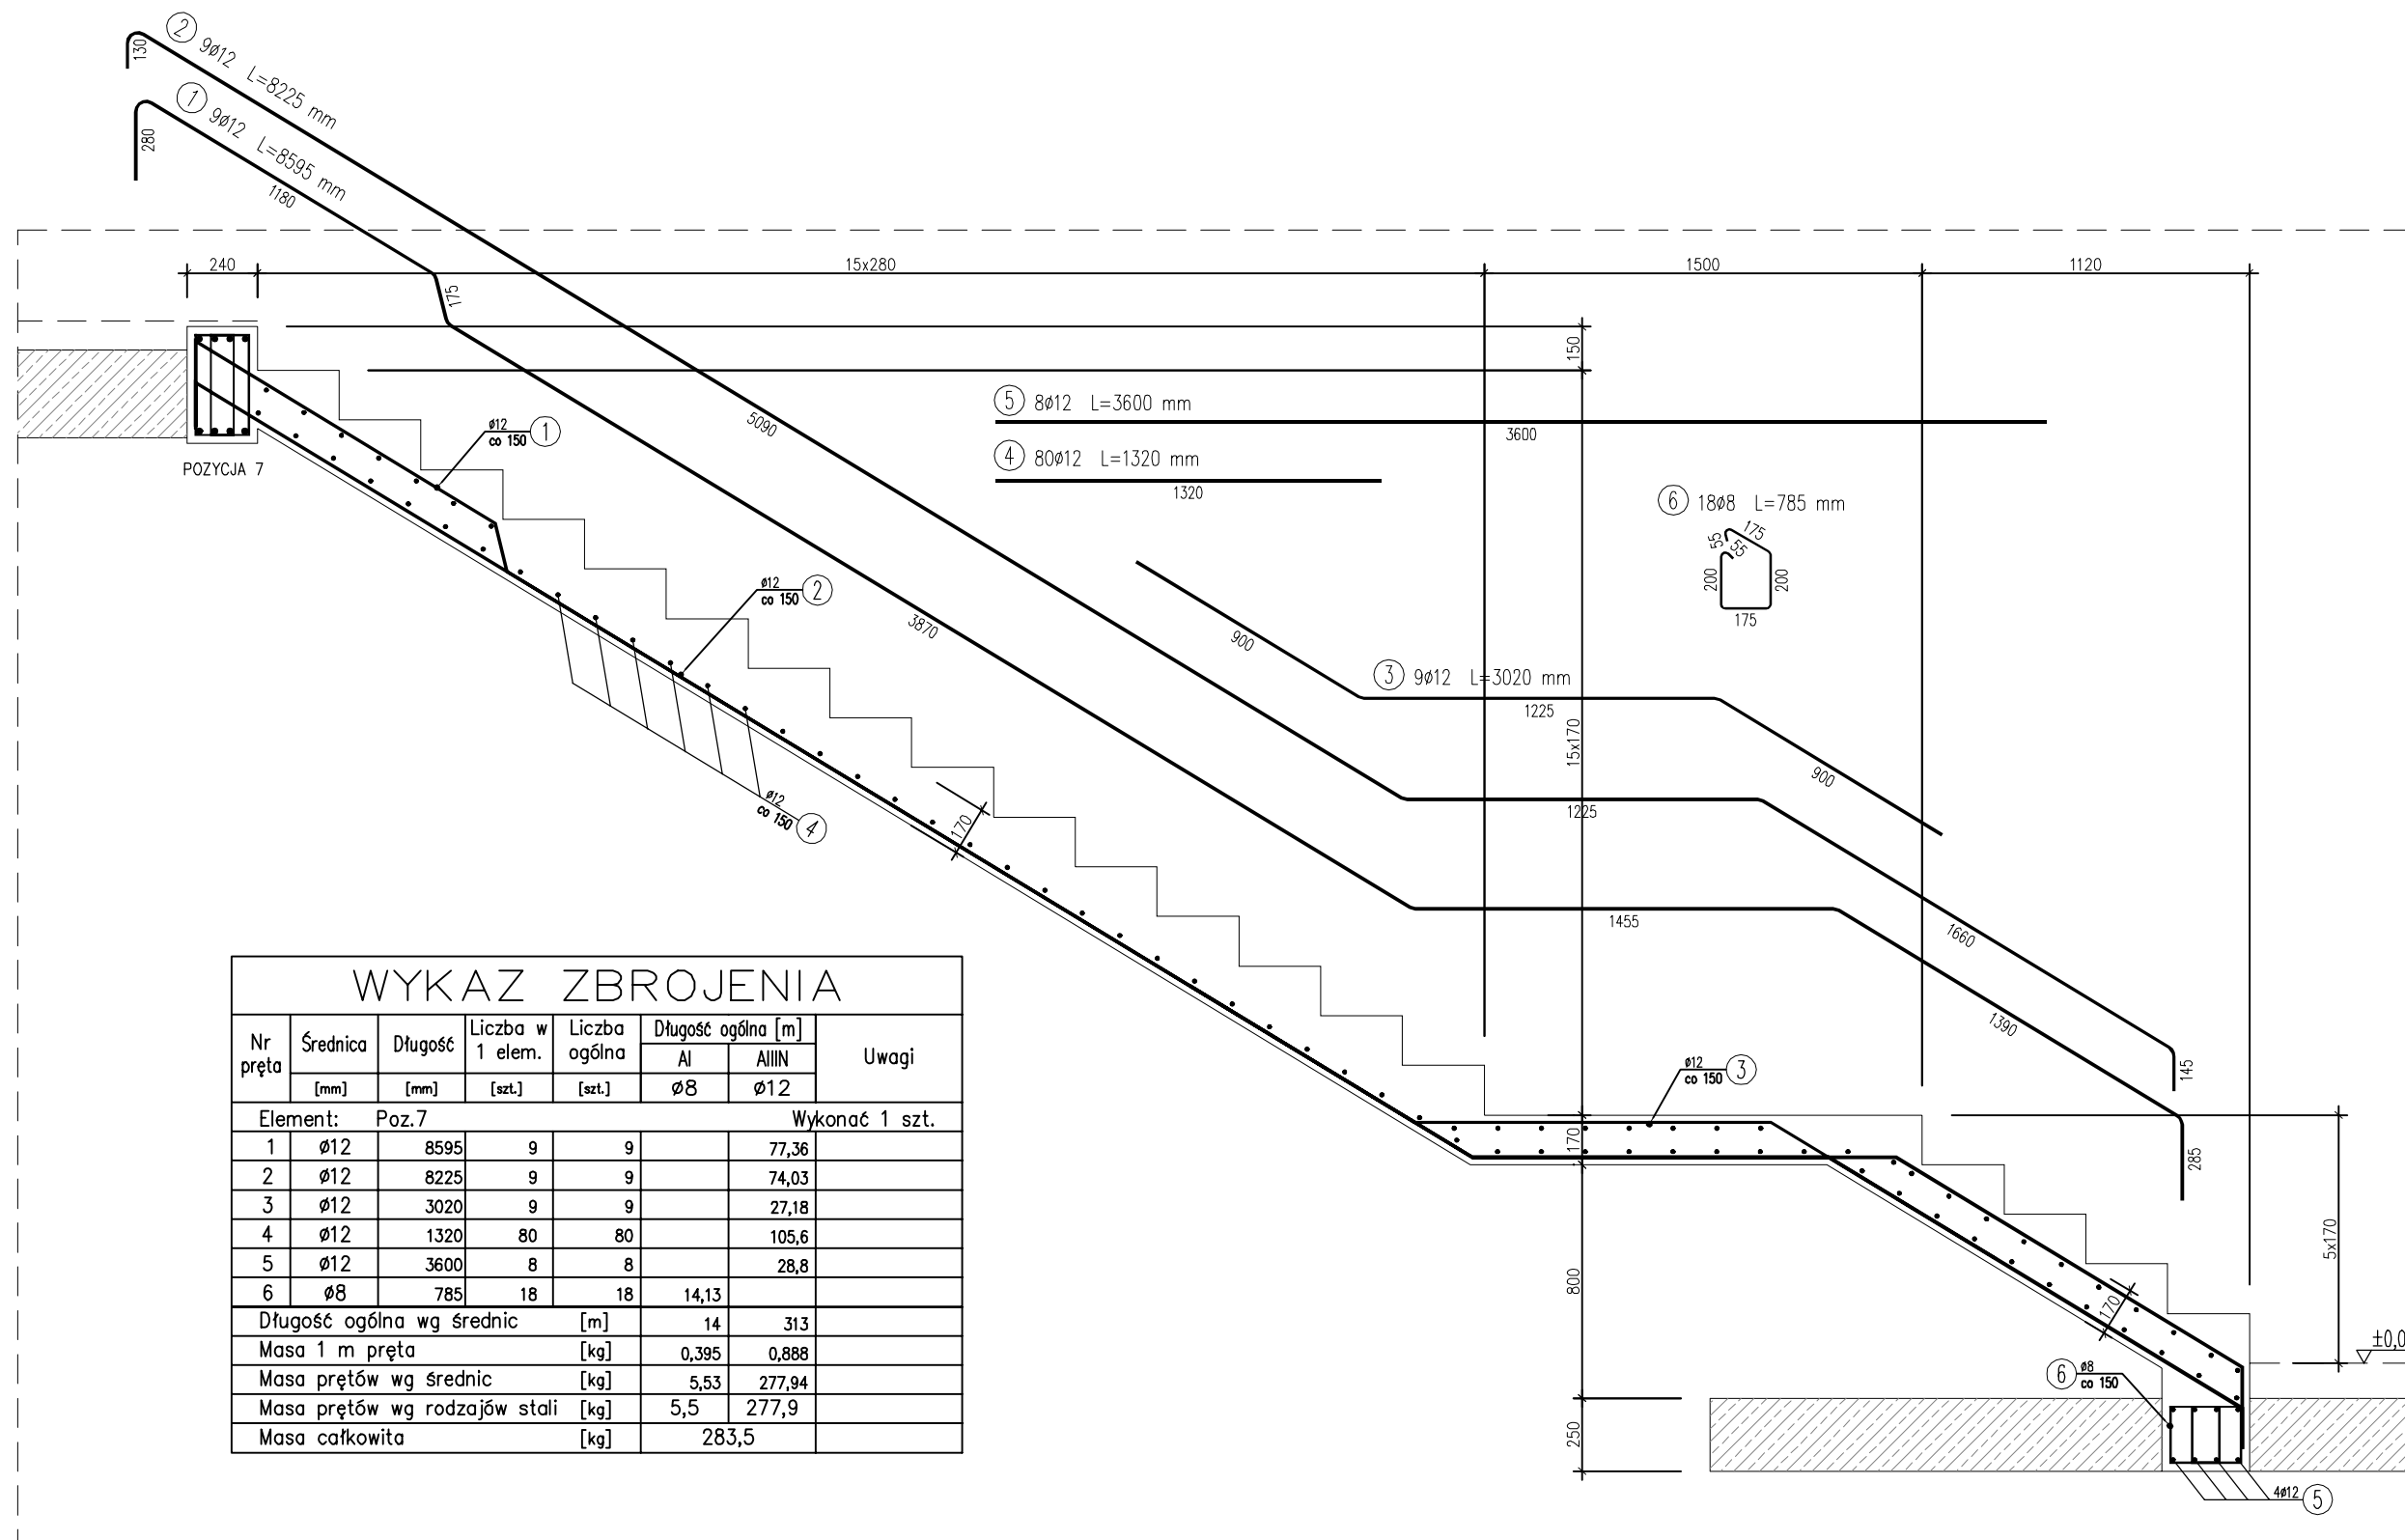 ② 9ø12 L=8225 mm
130
① 9ø12 L=8595 mm
280
1180
175
240
15x280
1500
1120
150
POZYCJA 7
ø12
co 150 ①
5090
⑤ 8ø12 L=3600 mm
3600
④ 80ø12 L=1320 mm
1320
⑥ 18ø8 L=785 mm
175
55
55
200
200
175
ø12
co 150 ②
3870
900
③ 9ø12 L=3020 mm
1225
900
15x170
ø12
co 150 ④
170
1225
1455
1660
1390
145
285
ø12
co 150 ③
170
800
250
5x170
170
±0,0
⑥ ø8
co 150
4ø12 ⑤
WYKAZ ZBROJENIA
Nr pręta Średnica Długość Liczba w 1 elem. Liczba ogólna Długość ogólna [m] Uwagi
AI AIIIN
[mm] [mm] [szt.] [szt.] Ø8 Ø12
Element: Poz.7 Wykonać 1 szt.
1 Ø12 8595 9 9 77,36
2 Ø12 8225 9 9 74,03
3 Ø12 3020 9 9 27,18
4 Ø12 1320 80 80 105,6
5 Ø12 3600 8 8 28,8
6 Ø8 785 18 18 14,13
Długość ogólna wg średnic [m] 14 313
Masa 1 m pręta [kg] 0,395 0,888
Masa prętów wg średnic [kg] 5,53 277,94
Masa prętów wg rodzajów stali [kg] 5,5 277,9
Masa całkowita [kg] 283,5